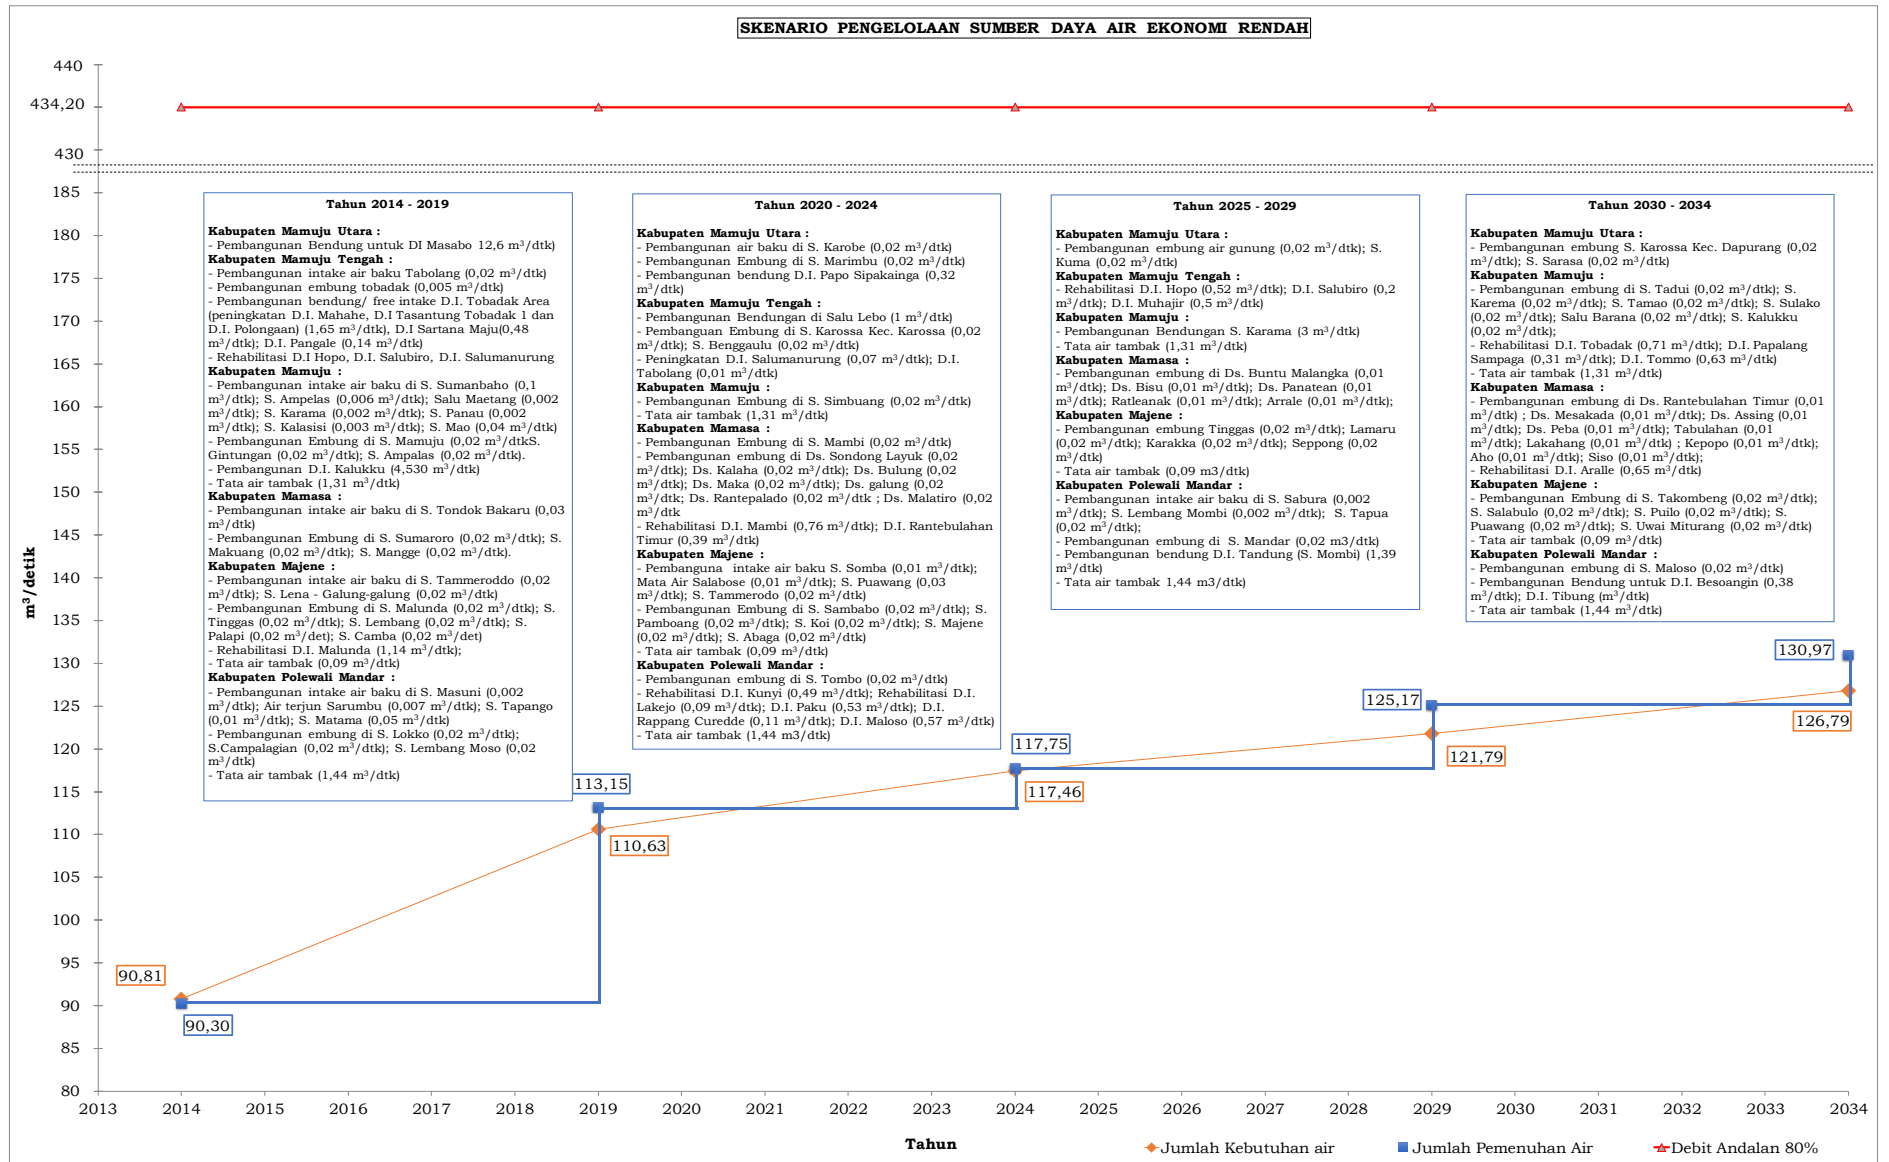 SKENARIO PENGELOLAAN SUMBER DAYA AIR EKONOMI RENDAH
440
434,20
430
185
180
175
170
165
160
155
150
145
140
135
130
125
120
115
110
105
100
95
90
85
80
m³/detik
Tahun 2014 - 2019
Kabupaten Mamuju Utara :
- Pembangunan Bendung untuk DI Masabo 12,6 m³/dtk)
Kabupaten Mamuju Tengah :
- Pembangunan intake air baku Tabolang (0,02 m³/dtk)
- Pembangunan embung tobadak (0,005 m³/dtk)
- Pembangunan bendung/ free intake D.I. Tobadak Area
(peningkatan D.I. Mahahe, D.I Tasantung Tobadak 1 dan
D.I. Polongaan) (1,65 m³/dtk), D.I Sartana Maju(0,48
m³/dtk); D.I. Pangale (0,14 m³/dtk)
- Rehabilitasi D.I Hopo, D.I. Salubiro, D.I. Salumanurung
Kabupaten Mamuju :
- Pembangunan intake air baku di S. Sumanbaho (0,1
m³/dtk); S. Ampelas (0,006 m³/dtk); Salu Maetang (0,002
m³/dtk); S. Karama (0,002 m³/dtk); S. Panau (0,002
m³/dtk); S. Kalasisi (0,003 m³/dtk); S. Mao (0,04 m³/dtk)
- Pembangunan Embung di S. Mamuju (0,02 m³/dtkS.
Gintungan (0,02 m³/dtk); S. Ampalas (0,02 m³/dtk).
- Pembangunan D.I. Kalukku (4,530 m³/dtk)
- Tata air tambak (1,31 m³/dtk)
Kabupaten Mamasa :
- Pembangunan intake air baku di S. Tondok Bakaru (0,03
m³/dtk)
- Pembangunan Embung di S. Sumaroro (0,02 m³/dtk); S.
Makuang (0,02 m³/dtk); S. Mangge (0,02 m³/dtk).
Kabupaten Majene :
- Pembangunan intake air baku di S. Tammeroddo (0,02
m³/dtk); S. Lena - Galung-galung (0,02 m³/dtk)
- Pembangunan Embung di S. Malunda (0,02 m³/dtk); S.
Tinggas (0,02 m³/dtk); S. Lembang (0,02 m³/dtk); S.
Palapi (0,02 m³/det); S. Camba (0,02 m³/det)
- Rehabilitasi D.I. Malunda (1,14 m³/dtk);
- Tata air tambak (0,09 m³/dtk)
Kabupaten Polewali Mandar :
- Pembangunan intake air baku di S. Masuni (0,002
m³/dtk); Air terjun Sarumbu (0,007 m³/dtk); S. Tapango
(0,01 m³/dtk); S. Matama (0,05 m³/dtk)
- Pembangunan embung di S. Lokko (0,02 m³/dtk);
S.Campalagian (0,02 m³/dtk); S. Lembang Moso (0,02
m³/dtk)
- Tata air tambak (1,44 m³/dtk)
Tahun 2020 - 2024
Kabupaten Mamuju Utara :
- Pembangunan air baku di S. Karobe (0,02 m³/dtk)
- Pembangunan Embung di S. Marimbu (0,02 m³/dtk)
- Pembangunan bendung D.I. Papo Sipakainga (0,32
m³/dtk)
Kabupaten Mamuju Tengah :
- Pembangunan Bendungan di Salu Lebo (1 m³/dtk)
- Pembanguan Embung di S. Karossa Kec. Karossa (0,02
m³/dtk); S. Benggaulu (0,02 m³/dtk)
- Peningkatan D.I. Salumanurung (0,07 m³/dtk); D.I.
Tabolang (0,01 m³/dtk)
Kabupaten Mamuju :
- Pembangunan Embung di S. Simbuang (0,02 m³/dtk)
- Tata air tambak (1,31 m³/dtk)
Kabupaten Mamasa :
- Pembangunan Embung di S. Mambi (0,02 m³/dtk)
- Pembangunan embung di Ds. Sondong Layuk (0,02
m³/dtk); Ds. Kalaha (0,02 m³/dtk); Ds. Bulung (0,02
m³/dtk); Ds. Maka (0,02 m³/dtk); Ds. galung (0,02
m³/dtk; Ds. Rantepalado (0,02 m³/dtk ; Ds. Malatiro (0,02
m³/dtk
- Rehabilitasi D.I. Mambi (0,76 m³/dtk); D.I. Rantebulahan
Timur (0,39 m³/dtk)
Kabupaten Majene :
- Pembanguna intake air baku S. Somba (0,01 m³/dtk);
Mata Air Salabose (0,01 m³/dtk); S. Puawang (0,03
m³/dtk); S. Tammerodo (0,02 m³/dtk)
- Pembangunan Embung di S. Sambabo (0,02 m³/dtk); S.
Pamboang (0,02 m³/dtk); S. Koi (0,02 m³/dtk); S. Majene
(0,02 m³/dtk); S. Abaga (0,02 m³/dtk)
- Tata air tambak (0,09 m³/dtk)
Kabupaten Polewali Mandar :
- Pembangunan embung di S. Tombo (0,02 m³/dtk)
- Rehabilitasi D.I. Kunyi (0,49 m³/dtk); Rehabilitasi D.I.
Lakejo (0,09 m³/dtk); D.I. Paku (0,53 m³/dtk); D.I.
Rappang Curedde (0,11 m³/dtk); D.I. Maloso (0,57 m³/dtk)
- Tata air tambak (1,44 m3/dtk)
Tahun 2025 - 2029
Kabupaten Mamuju Utara :
- Pembangunan embung air gunung (0,02 m³/dtk); S.
Kuma (0,02 m³/dtk)
Kabupaten Mamuju Tengah :
- Rehabilitasi D.I. Hopo (0,52 m³/dtk); D.I. Salubiro (0,2
m³/dtk); D.I. Muhajir (0,5 m³/dtk)
Kabupaten Mamuju :
- Pembangunan Bendungan S. Karama (3 m³/dtk)
- Tata air tambak (1,31 m³/dtk)
Kabupaten Mamasa :
- Pembangunan embung di Ds. Buntu Malangka (0,01
m³/dtk); Ds. Bisu (0,01 m³/dtk); Ds. Panatean (0,01
m³/dtk); Ratleanak (0,01 m³/dtk); Arrale (0,01 m³/dtk);
Kabupaten Majene :
- Pembangunan embung Tinggas (0,02 m³/dtk); Lamaru
(0,02 m³/dtk); Karakka (0,02 m³/dtk); Seppong (0,02
m³/dtk)
- Tata air tambak (0,09 m3/dtk)
Kabupaten Polewali Mandar :
- Pembangunan intake air baku di S. Sabura (0,002
m³/dtk); S. Lembang Mombi (0,002 m³/dtk); S. Tapua
(0,02 m³/dtk);
- Pembangunan embung di S. Mandar (0,02 m3/dtk)
- Pembangunan bendung D.I. Tandung (S. Mombi) (1,39
m³/dtk)
- Tata air tambak 1,44 m3/dtk)
Tahun 2030 - 2034
Kabupaten Mamuju Utara :
- Pembangunan embung S. Karossa Kec. Dapurang (0,02
m³/dtk); S. Sarasa (0,02 m³/dtk)
Kabupaten Mamuju :
- Pembangunan embung di S. Tadui (0,02 m³/dtk); S.
Karema (0,02 m³/dtk); S. Tamao (0,02 m³/dtk); S. Sulako
(0,02 m³/dtk); Salu Barana (0,02 m³/dtk); S. Kalukku
(0,02 m³/dtk);
- Rehabilitasi D.I. Tobadak (0,71 m³/dtk); D.I. Papalang
Sampaga (0,31 m³/dtk); D.I. Tommo (0,63 m³/dtk)
- Tata air tambak (1,31 m³/dtk)
Kabupaten Mamasa :
- Pembangunan embung di Ds. Rantebulahan Timur (0,01
m³/dtk) ; Ds. Mesakada (0,01 m³/dtk); Ds. Assing (0,01
m³/dtk); Ds. Peba (0,01 m³/dtk); Tabulahan (0,01
m³/dtk); Lakahang (0,01 m³/dtk) ; Kepopo (0,01 m³/dtk);
Aho (0,01 m³/dtk); Siso (0,01 m³/dtk);
- Rehabilitasi D.I. Aralle (0,65 m³/dtk)
Kabupaten Majene :
- Pembangunan Embung di S. Takombeng (0,02 m³/dtk);
S. Salabulo (0,02 m³/dtk); S. Puilo (0,02 m³/dtk); S.
Puawang (0,02 m³/dtk); S. Uwai Miturang (0,02 m³/dtk)
- Tata air tambak (0,09 m³/dtk)
Kabupaten Polewali Mandar :
- Pembangunan embung di S. Maloso (0,02 m³/dtk)
- Pembangunan Bendung untuk D.I. Besoangin (0,38
m³/dtk); D.I. Tibung (m³/dtk)
- Tata air tambak (1,44 m³/dtk)
90,81
90,30
113,15
110,63
117,75
117,46
125,17
121,79
130,97
126,79
2013 2014 2015 2016 2017 2018 2019 2020 2021 2022 2023 2024 2025 2026 2027 2028 2029 2030 2031 2032 2033 2034
Tahun
Jumlah Kebutuhan air
Jumlah Pemenuhan Air
Debit Andalan 80%